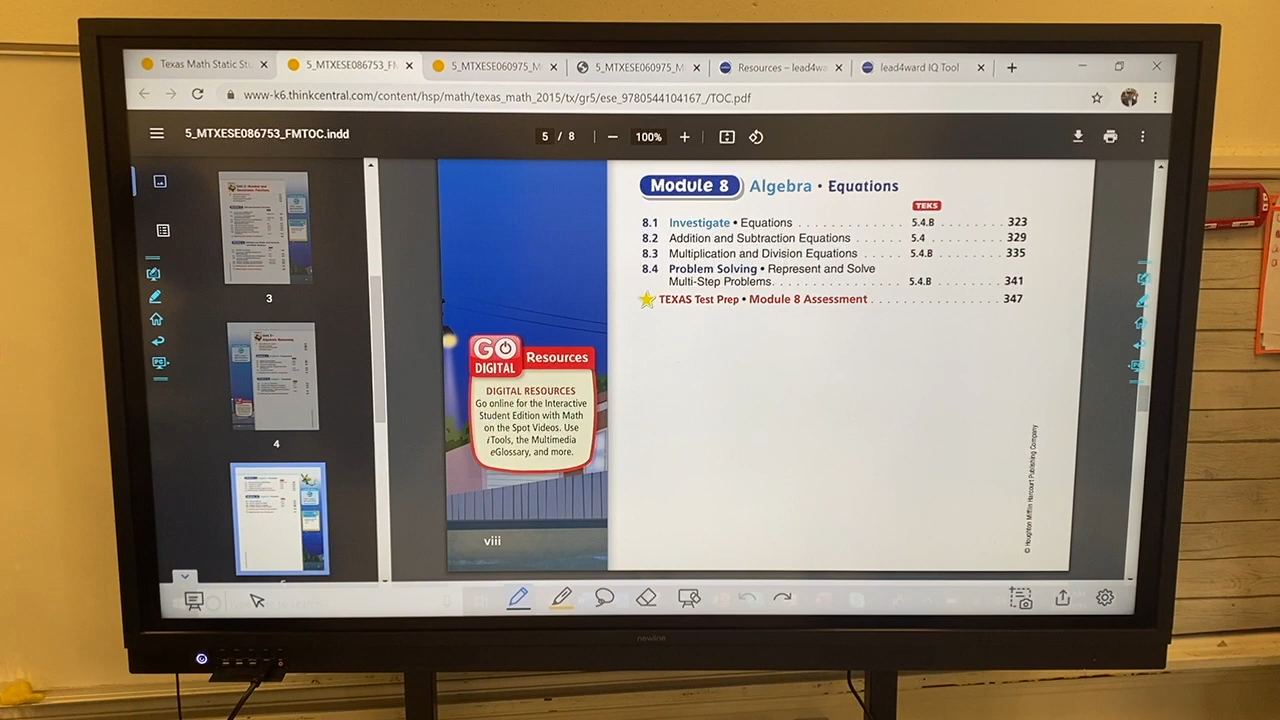 Texas Math Static Stu
5_MTXESE086753_F
5_MTXESE060975_M
5_MTXESE060975_M
Resources – lead4wa
lead4ward IQ Tool
www-k6.thinkcentral.com/content/hsp/math/texas_math_2015/tx/gr5/ese_9780544104167_/TOC.pdf
5_MTXESE086753_FMTOC.indd
5 / 8
100%
3
4
Module 8 Algebra • Equations
TEKS
8.1 Investigate • Equations 5.4.B 323
8.2 Addition and Subtraction Equations 5.4 329
8.3 Multiplication and Division Equations 5.4.B 335
8.4 Problem Solving • Represent and Solve
Multi-Step Problems 5.4.B 341
TEXAS Test Prep • Module 8 Assessment 347
GO
DIGITAL
Resources
DIGITAL RESOURCES
Go online for the Interactive
Student Edition with Math
on the Spot Videos. Use
iTools, the Multimedia
eGlossary, and more.
viii
© Houghton Mifflin Harcourt Publishing Company
newline